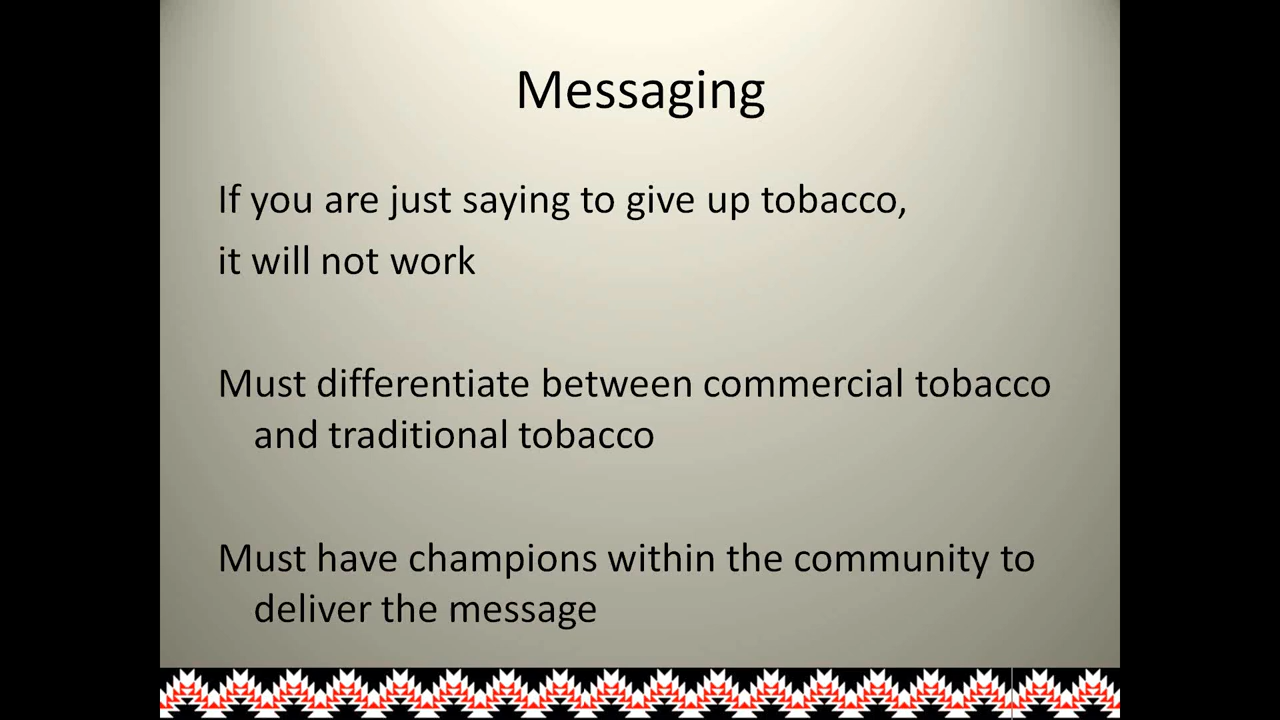 Messaging
If you are just saying to give up tobacco,
it will not work
Must differentiate between commercial tobacco
and traditional tobacco
Must have champions within the community to
deliver the message